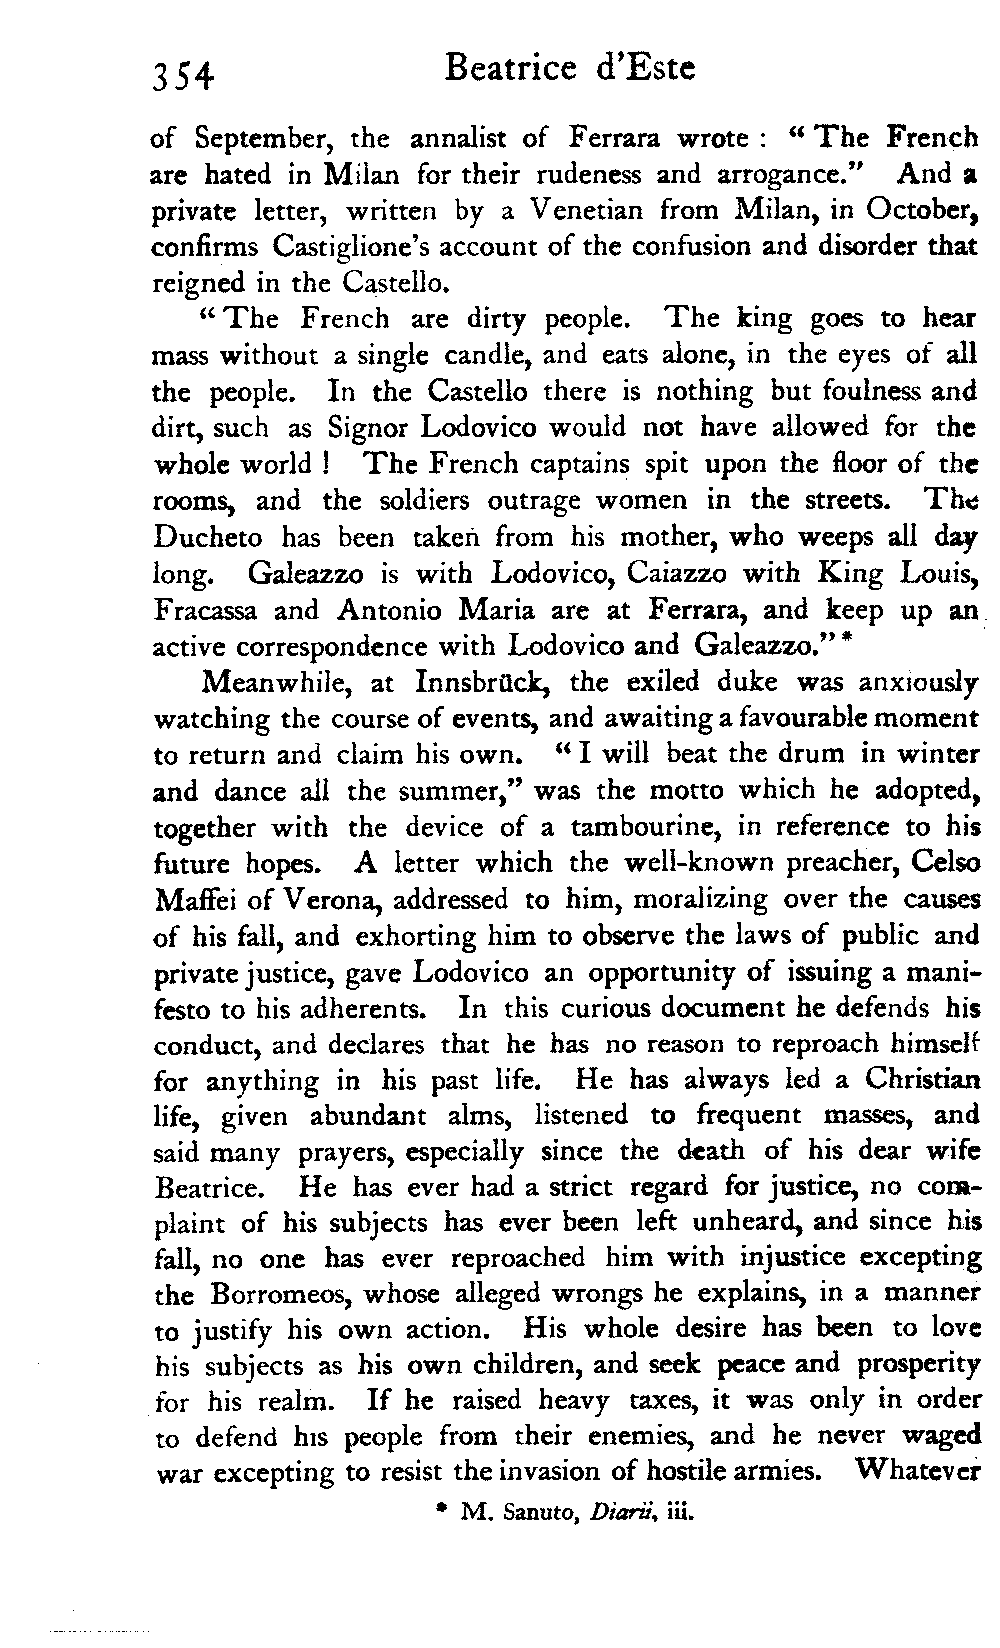 354 Beatrice d'Este
of September, the annalist of Ferrara wrote : “ The French
are hated in Milan for their rudeness and arrogance.” And a
private letter, written by a Venetian from Milan, in October,
confirms Castiglione's account of the confusion and disorder that
reigned in the Castello.
“ The French are dirty people. The king goes to hear
mass without a single candle, and eats alone, in the eyes of all
the people. In the Castello there is nothing but foulness and
dirt, such as Signor Lodovico would not have allowed for the
whole world ! The French captains spit upon the floor of the
rooms, and the soldiers outrage women in the streets. The
Ducheto has been taken from his mother, who weeps all day
long. Galeazzo is with Lodovico, Caiazzo with King Louis,
Fracassa and Antonio Maria are at Ferrara, and keep up an
active correspondence with Lodovico and Galeazzo.” *
Meanwhile, at Innsbrück, the exiled duke was anxiously
watching the course of events, and awaiting a favourable moment
to return and claim his own. “ I will beat the drum in winter
and dance all the summer,” was the motto which he adopted,
together with the device of a tambourine, in reference to his
future hopes. A letter which the well-known preacher, Celso
Maffei of Verona, addressed to him, moralizing over the causes
of his fall, and exhorting him to observe the laws of public and
private justice, gave Lodovico an opportunity of issuing a mani-
festo to his adherents. In this curious document he defends his
conduct, and declares that he has no reason to reproach himself
for anything in his past life. He has always led a Christian
life, given abundant alms, listened to frequent masses, and
said many prayers, especially since the death of his dear wife
Beatrice. He has ever had a strict regard for justice, no com-
plaint of his subjects has ever been left unheard, and since his
fall, no one has ever reproached him with injustice excepting
the Borromeos, whose alleged wrongs he explains, in a manner
to justify his own action. His whole desire has been to love
his subjects as his own children, and seek peace and prosperity
for his realm. If he raised heavy taxes, it was only in order
to defend his people from their enemies, and he never waged
war excepting to resist the invasion of hostile armies. Whatever
* M. Sanuto, Diarii, iii.